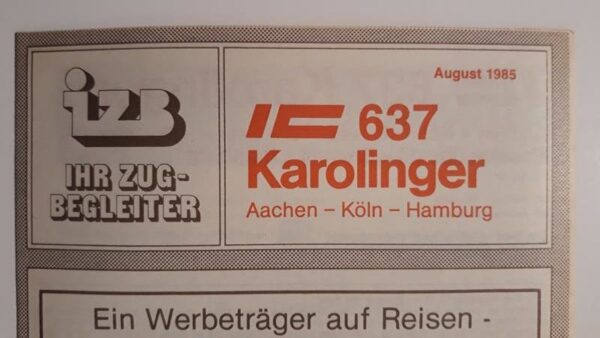 izb
IHR ZUG-
BEGLEITER
August 1985
IC 637
Karolinger
Aachen – Köln – Hamburg
Ein Werbeträger auf Reisen -